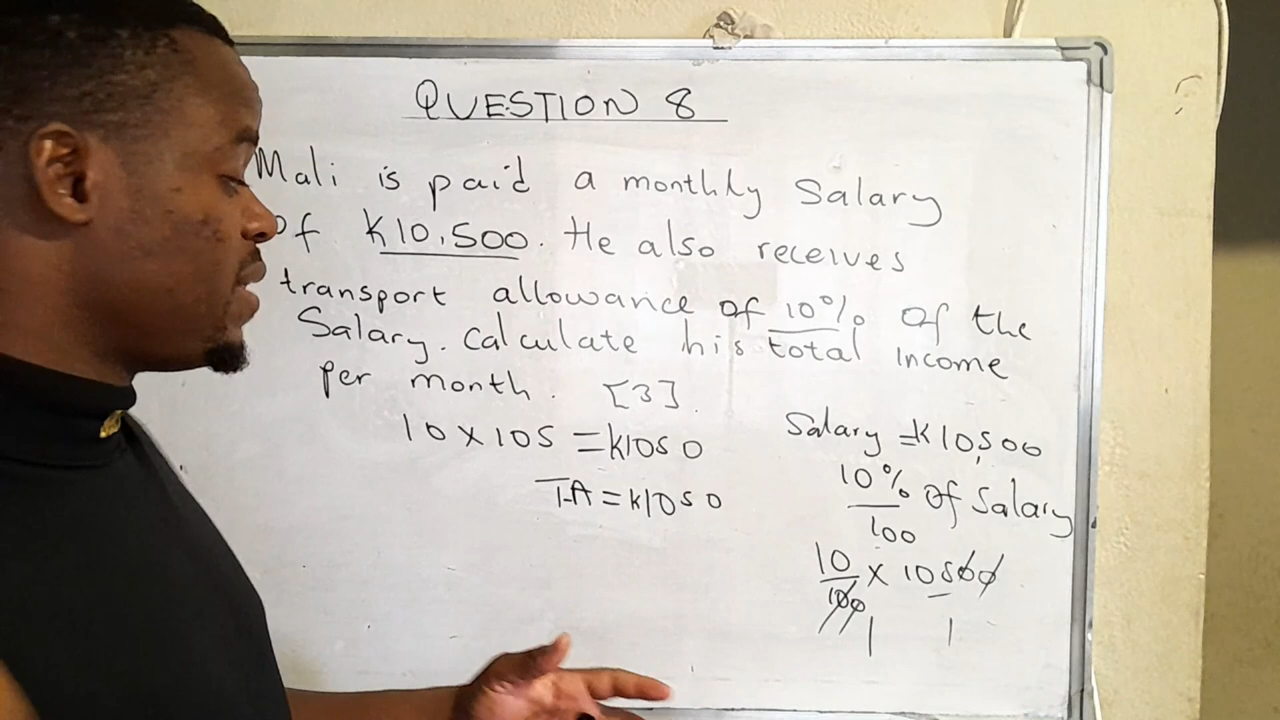 QUESTION 8
Mali is paid a monthly Salary
of K10,500. He also receives
transport allowance of 10% of the
Salary. Calculate his total income
per month. [3].
10 x 105 = K1050
TA = K1050
Salary = K10,500
10% of Salary
100
10 x 10500
100
1 1